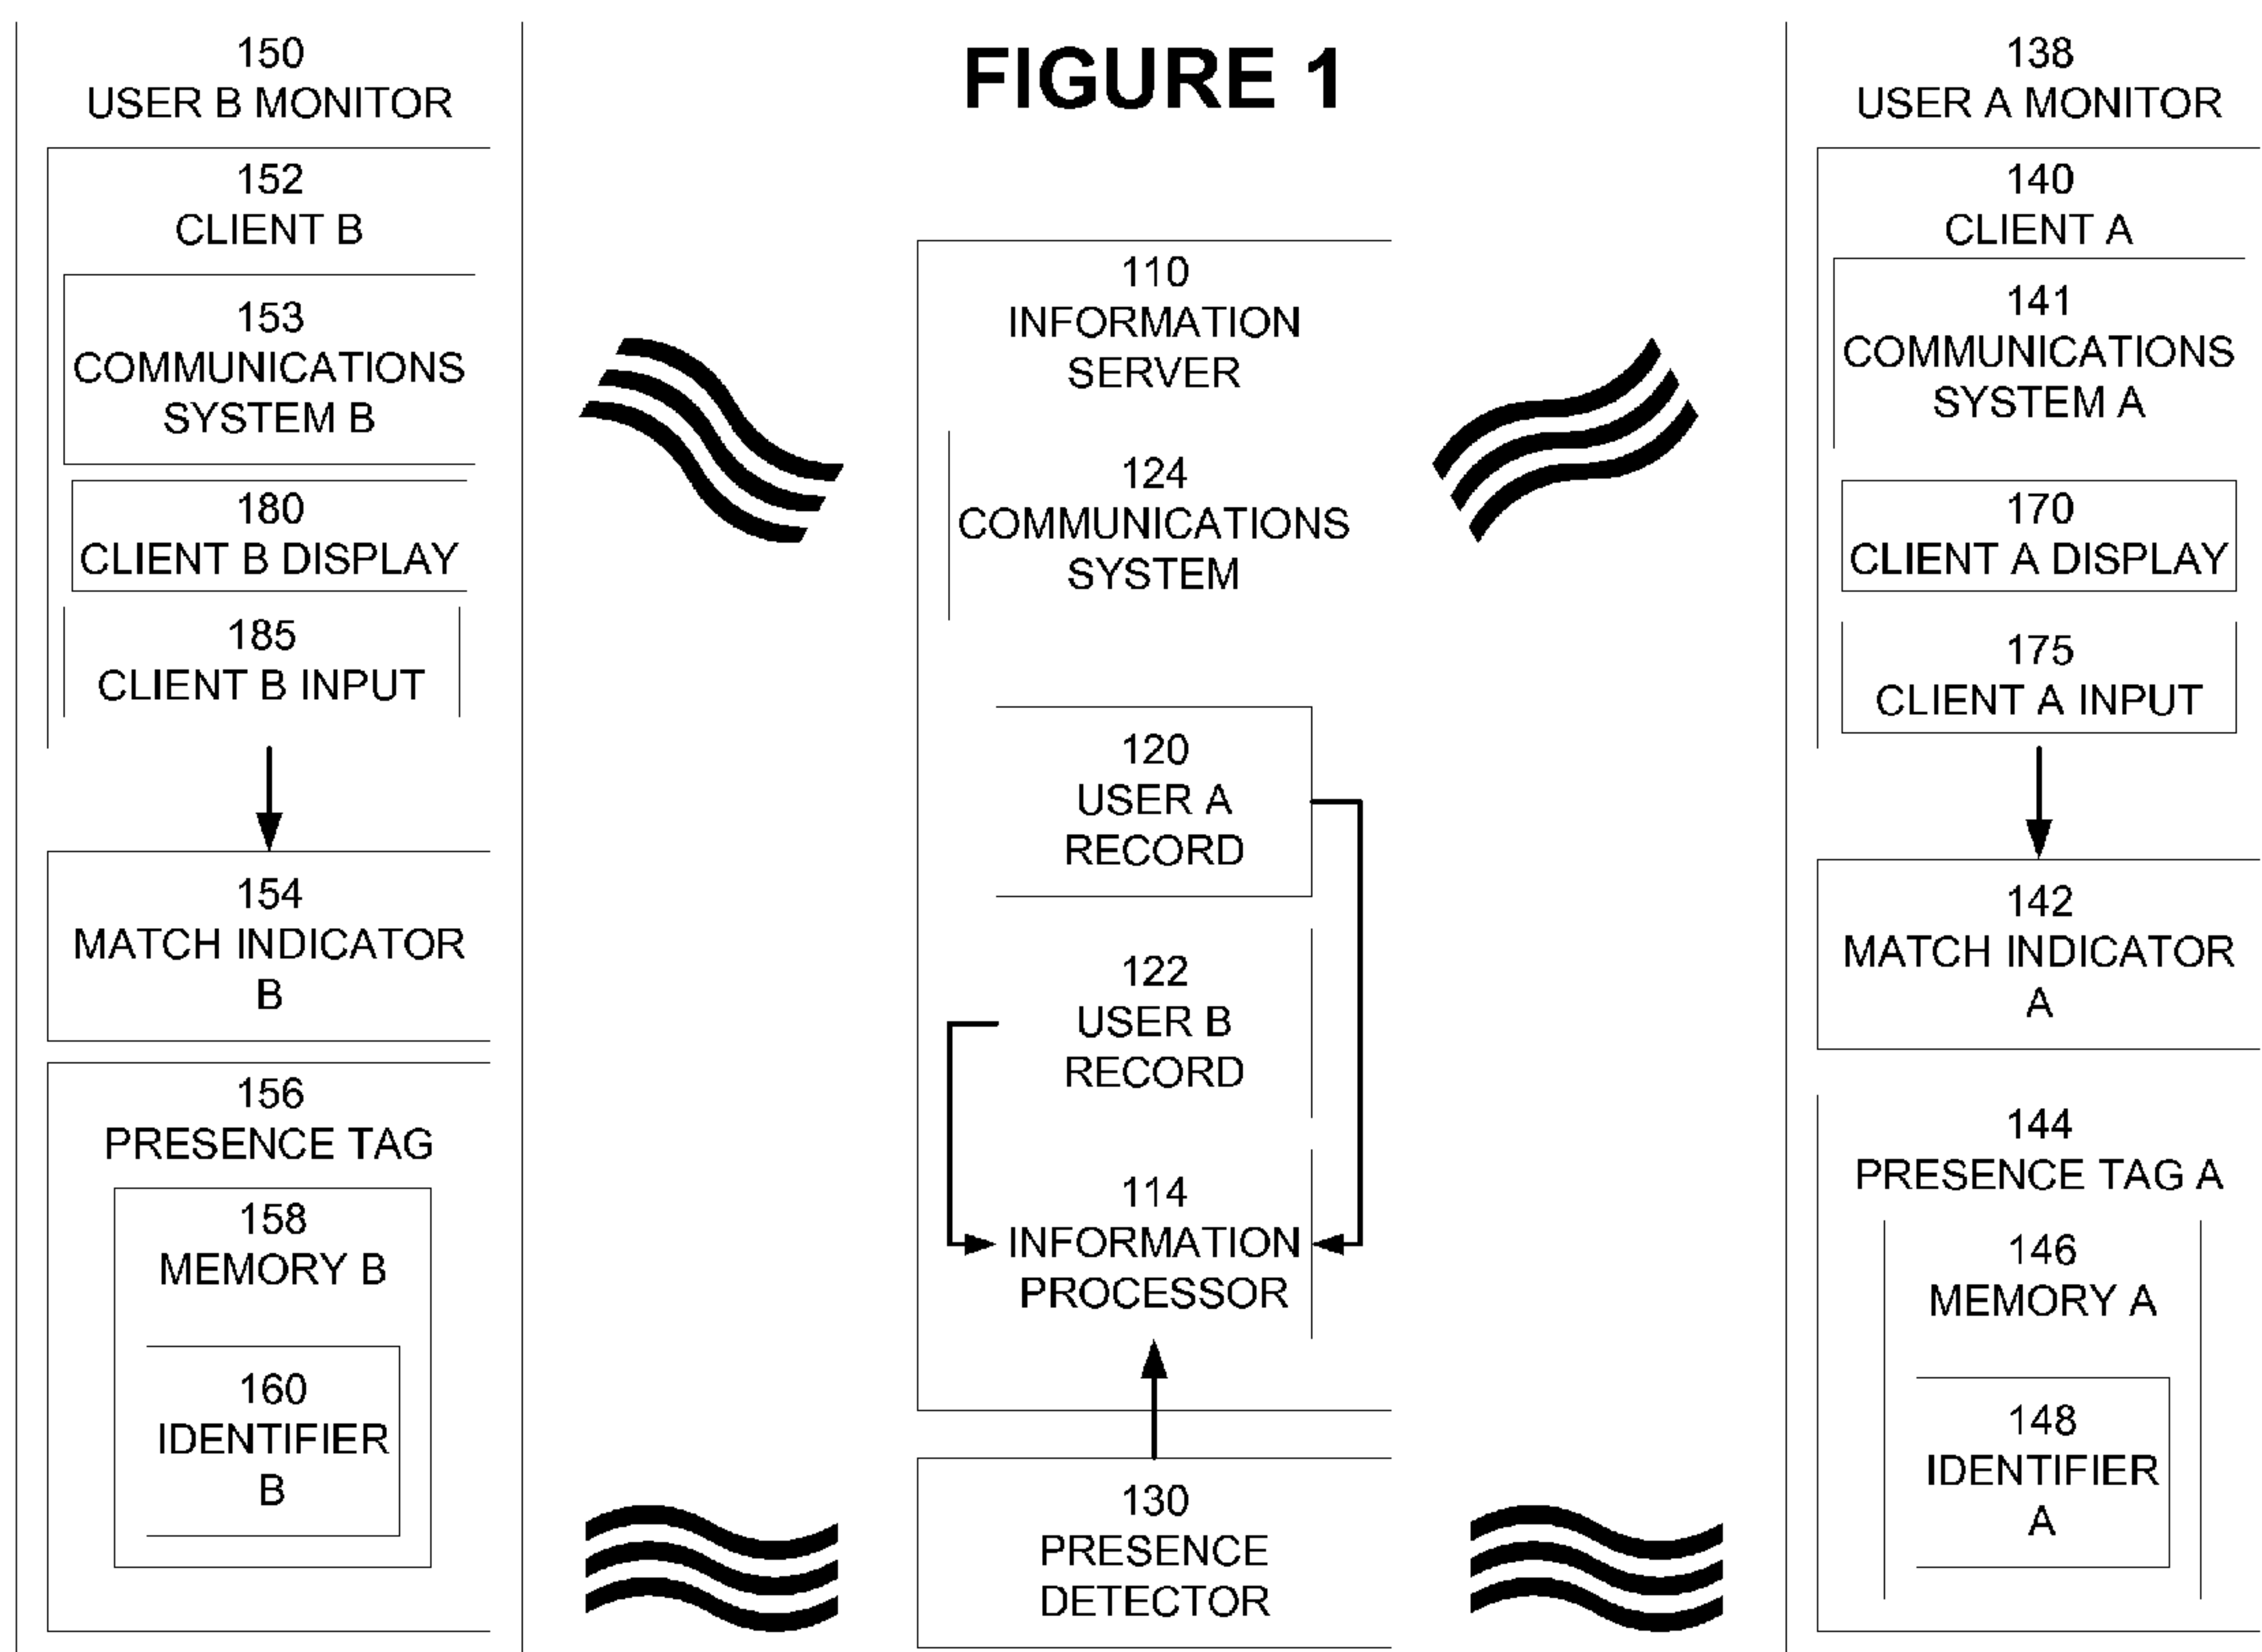 FIGURE 1
150
USER B MONITOR
152
CLIENT B
153
COMMUNICATIONS
SYSTEM B
180
CLIENT B DISPLAY
185
CLIENT B INPUT
154
MATCH INDICATOR
B
156
PRESENCE TAG
158
MEMORY B
160
IDENTIFIER
B
110
INFORMATION
SERVER
124
COMMUNICATIONS
SYSTEM
120
USER A
RECORD
122
USER B
RECORD
114
INFORMATION
PROCESSOR
130
PRESENCE
DETECTOR
138
USER A MONITOR
140
CLIENT A
141
COMMUNICATIONS
SYSTEM A
170
CLIENT A DISPLAY
175
CLIENT A INPUT
142
MATCH INDICATOR
A
144
PRESENCE TAG A
146
MEMORY A
148
IDENTIFIER
A